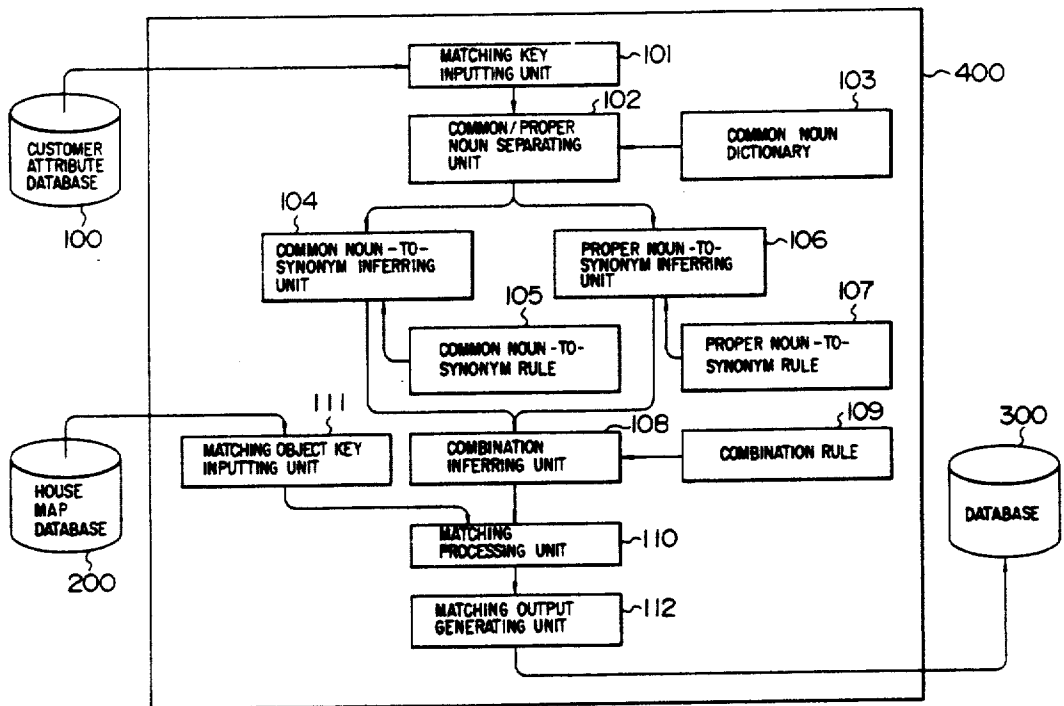 MATCHING KEY
INPUTTING UNIT
101
400
102
103
COMMON / PROPER
NOUN SEPARATING
UNIT
COMMON NOUN
DICTIONARY
CUSTOMER
ATTRIBUTE
DATABASE
100
104
COMMON NOUN-TO-
SYNONYM INFERRING
UNIT
PROPER NOUN-TO-
SYNONYM INFERRING
UNIT
106
105
COMMON NOUN-TO-
SYNONYM RULE
107
PROPER NOUN-TO-
SYNONYM RULE
111
MATCHING OBJECT KEY
INPUTTING UNIT
108
COMBINATION
INFERRING UNIT
109
COMBINATION RULE
300
DATABASE
HOUSE
MAP
DATABASE
200
MATCHING
PROCESSING UNIT
110
MATCHING OUTPUT
GENERATING UNIT
112